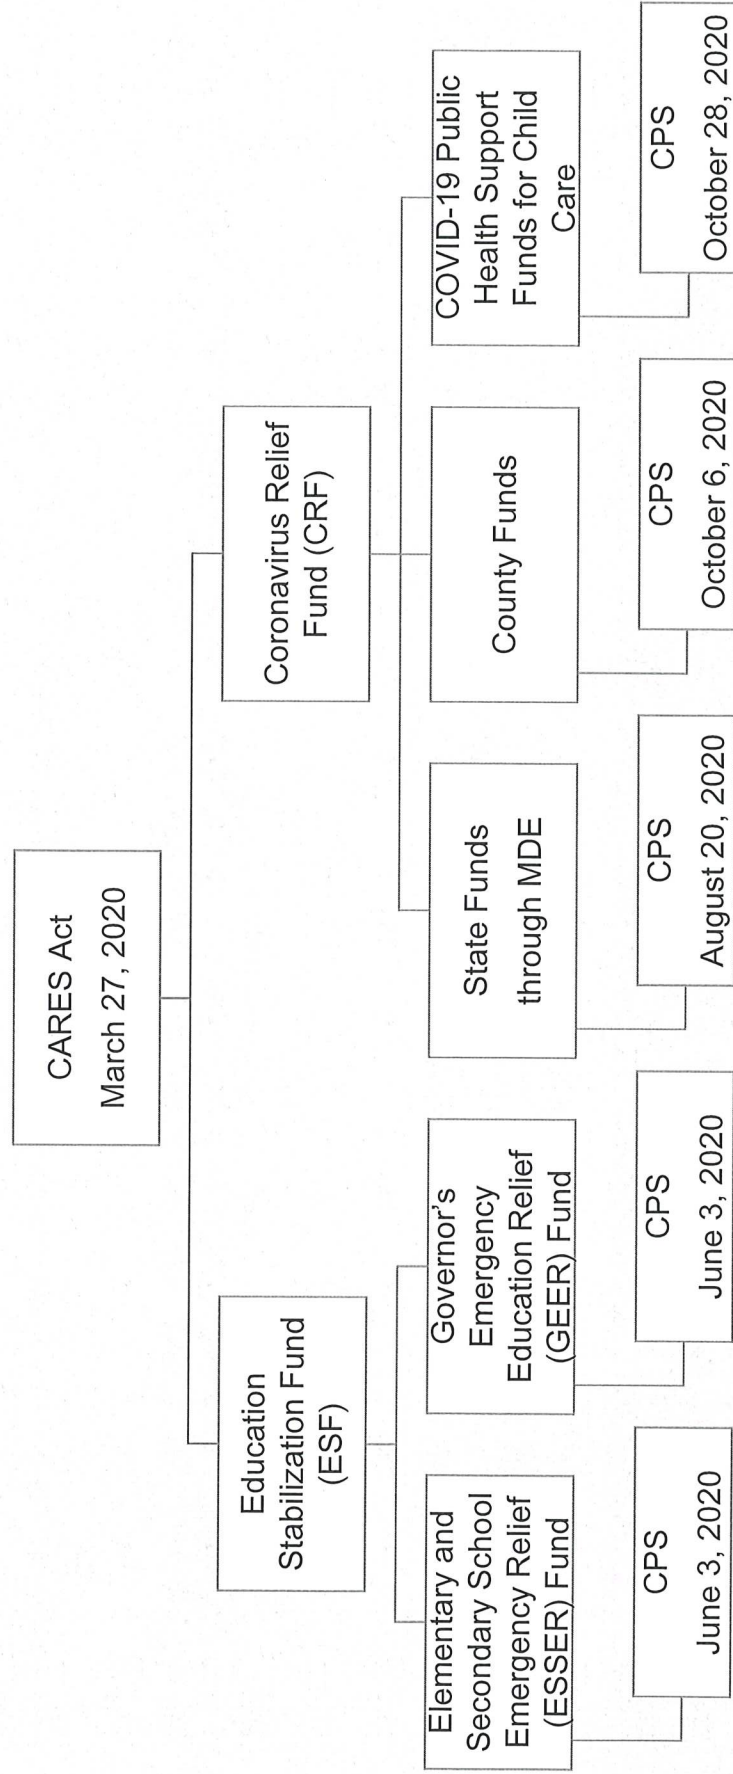 CARES Act
March 27, 2020
Education
Stabilization Fund
(ESF)
Coronavirus Relief
Fund (CRF)
Elementary and
Secondary School
Emergency Relief
(ESSER) Fund
Governor's
Emergency
Education Relief
(GEER) Fund
State Funds
through MDE
County Funds
COVID-19 Public
Health Support
Funds for Child
Care
CPS
June 3, 2020
CPS
June 3, 2020
CPS
August 20, 2020
CPS
October 6, 2020
CPS
October 28, 2020